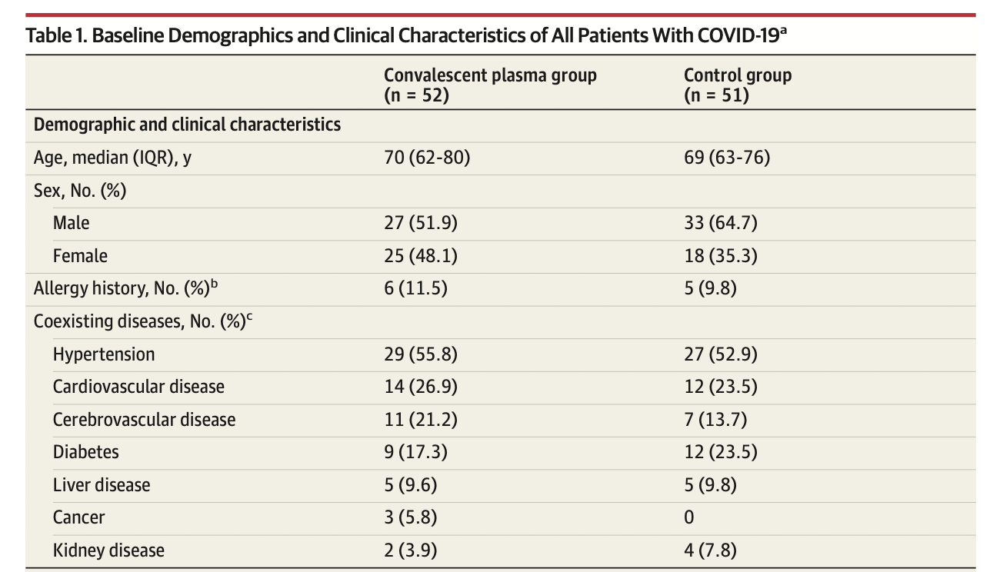 Table 1. Baseline Demographics and Clinical Characteristics of All Patients With COVID-19ᵃ
Convalescent plasma group (n = 52) Control group (n = 51)
Demographic and clinical characteristics
Age, median (IQR), y 70 (62-80) 69 (63-76)
Sex, No. (%)
Male 27 (51.9) 33 (64.7)
Female 25 (48.1) 18 (35.3)
Allergy history, No. (%)ᵇ 6 (11.5) 5 (9.8)
Coexisting diseases, No. (%)ᶜ
Hypertension 29 (55.8) 27 (52.9)
Cardiovascular disease 14 (26.9) 12 (23.5)
Cerebrovascular disease 11 (21.2) 7 (13.7)
Diabetes 9 (17.3) 12 (23.5)
Liver disease 5 (9.6) 5 (9.8)
Cancer 3 (5.8) 0
Kidney disease 2 (3.9) 4 (7.8)